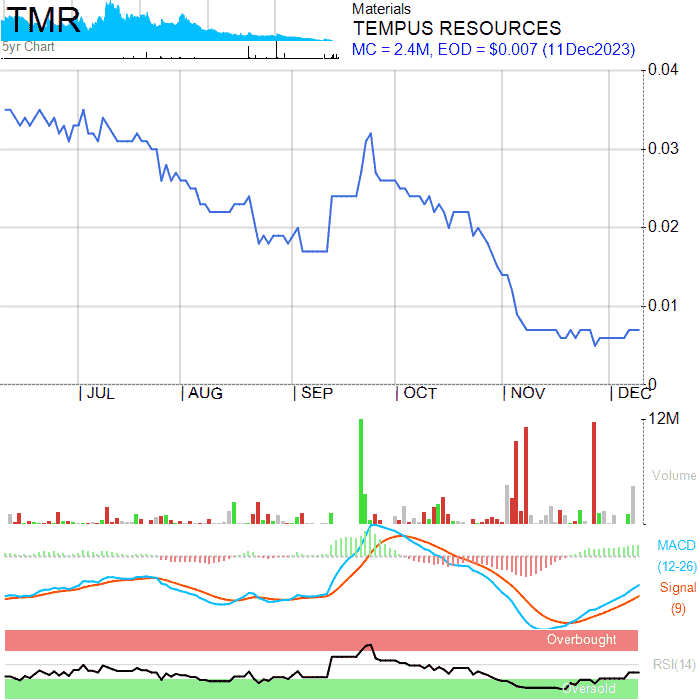 TMR
5yr Chart
Materials
TEMPUS RESOURCES
MC = 2.4M, EOD = $0.007 (11Dec2023)
0.04
0.03
0.02
0.01
0
JUL
AUG
SEP
OCT
NOV
DEC
12M
Volume
MACD
(12-26)
Signal
(9)
Overbought
RSI(14)
Oversold